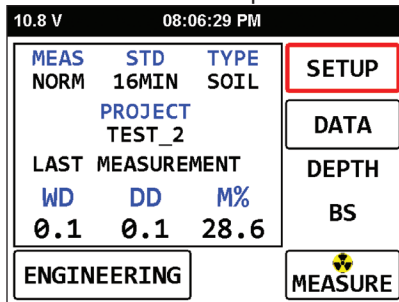 10.8 V 08:06:29 PM
MEAS STD TYPE
NORM 16MIN SOIL
PROJECT
TEST_2
LAST MEASUREMENT
WD DD M%
0.1 0.1 28.6
SETUP
DATA
DEPTH
BS
ENGINEERING
MEASURE